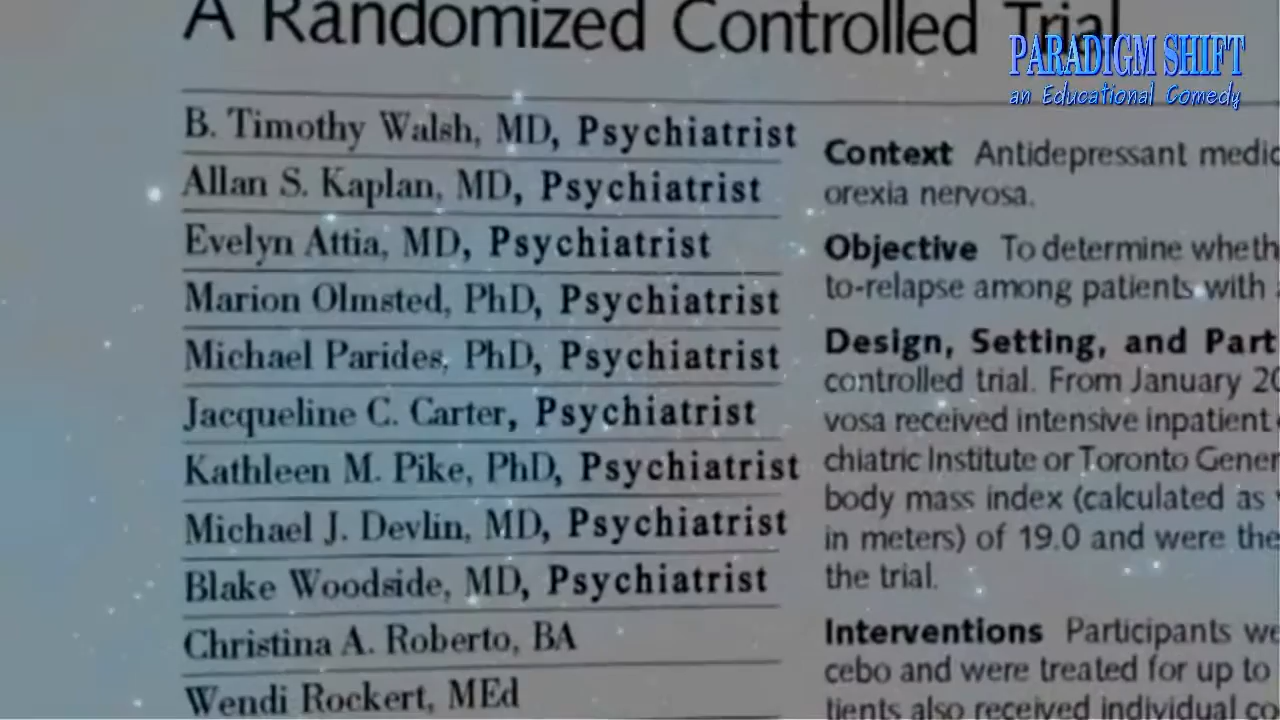 A Randomized Controlled Trial
PARADIGM SHIFT
an Educational Comedy
B. Timothy Walsh, MD, Psychiatrist
Allan S. Kaplan, MD, Psychiatrist
Evelyn Attia, MD, Psychiatrist
Marion Olmsted, PhD, Psychiatrist
Michael Parides, PhD, Psychiatrist
Jacqueline C. Carter, Psychiatrist
Kathleen M. Pike, PhD, Psychiatrist
Michael J. Devlin, MD, Psychiatrist
Blake Woodside, MD, Psychiatrist
Christina A. Roberto, BA
Wendi Rockert, MEd
Context Antidepressant medic
orexia nervosa.
Objective To determine wheth
to-relapse among patients with
Design, Setting, and Part
controlled trial. From January 20
vosa received intensive inpatient
chiatric Institute or Toronto Gener
body mass index (calculated as
in meters) of 19.0 and were the
the trial.
Interventions Participants we
cebo and were treated for up to
tients also received individual co